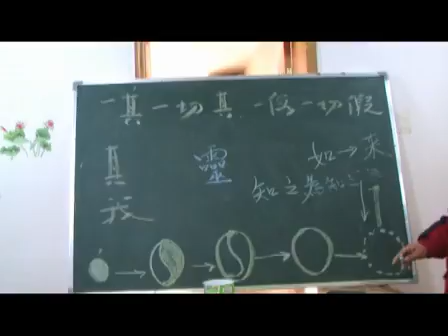 一真一切真一假一切假
真我
靈
如→来
知之為知